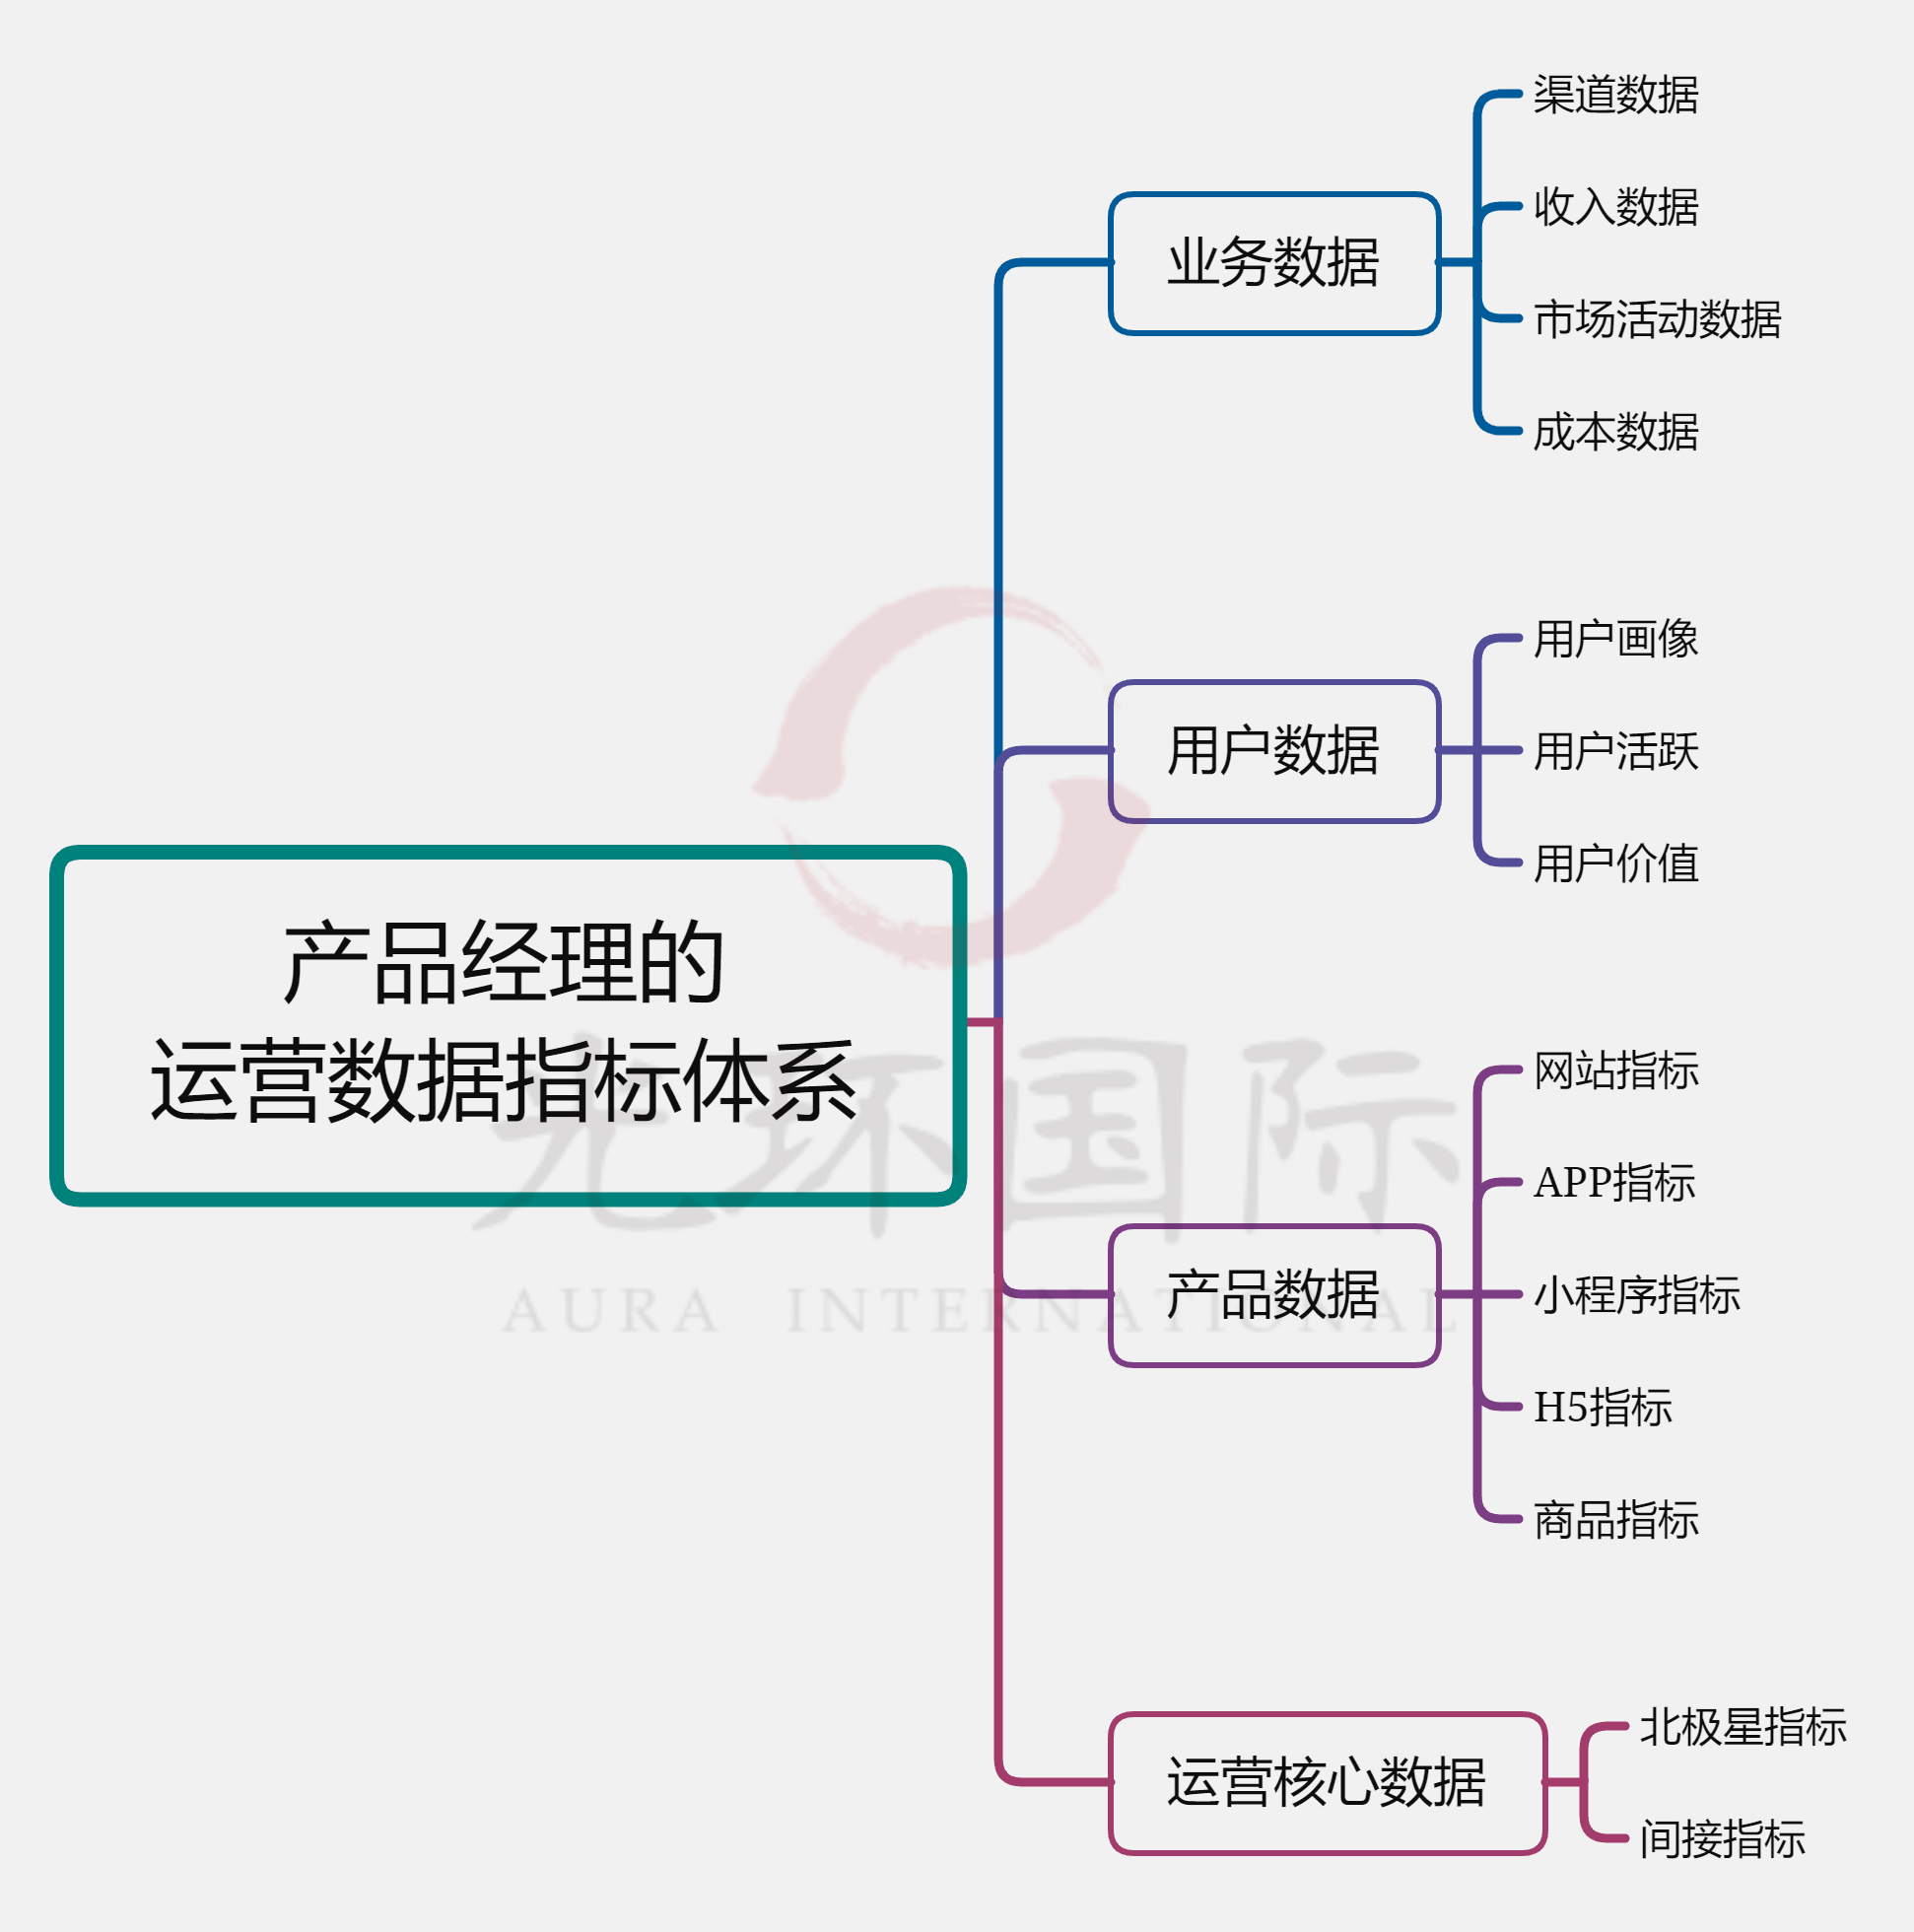 产品经理的
运营数据指标体系
业务数据
渠道数据
收入数据
市场活动数据
成本数据
用户数据
用户画像
用户活跃
用户价值
产品数据
网站指标
APP指标
小程序指标
H5指标
商品指标
运营核心数据
北极星指标
间接指标
光环国际
AURA INTERNATIONAL